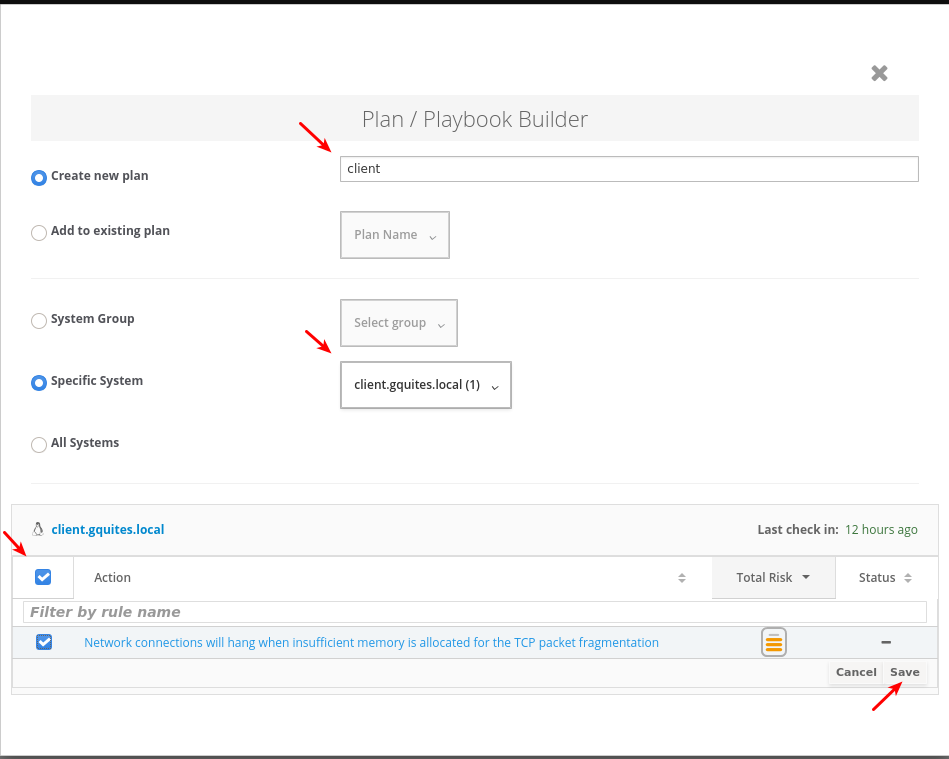 Plan / Playbook Builder
Create new plan
client
Add to existing plan
Plan Name
System Group
Select group
Specific System
client.gquites.local (1)
All Systems
client.gquites.local
Last check in: 12 hours ago
Action
Total Risk
Status
Filter by rule name
Network connections will hang when insufficient memory is allocated for the TCP packet fragmentation
Cancel
Save